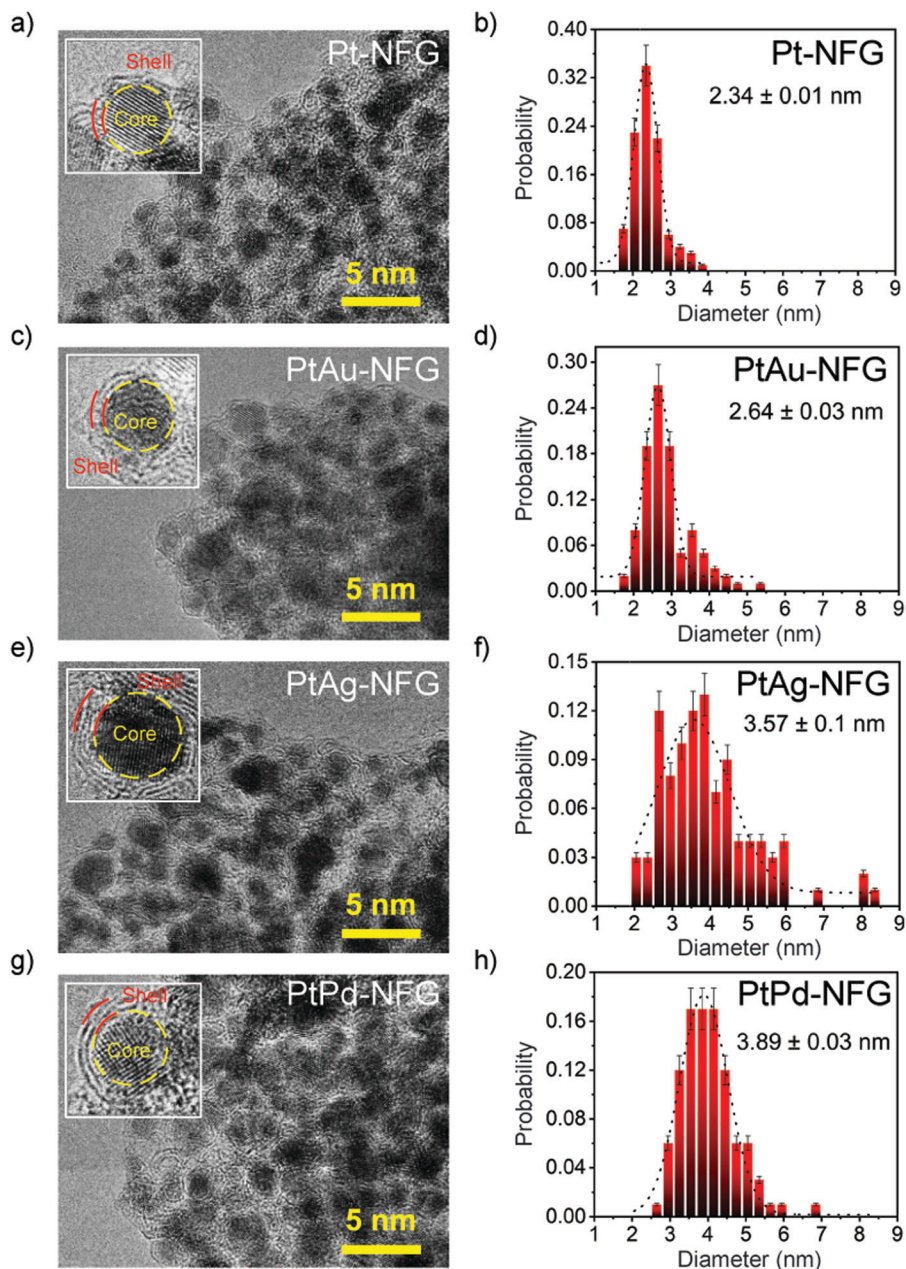 a)
Shell
Core
Pt-NFG
5 nm
b)
Pt-NFG
2.34 ± 0.01 nm
Probability
0.40
0.32
0.24
0.16
0.08
0.00
1 2 3 4 5 6 7 8 9
Diameter (nm)
c)
PtAu-NFG
Core
Shell
5 nm
d)
PtAu-NFG
2.64 ± 0.03 nm
Probability
0.30
0.24
0.18
0.12
0.06
0.00
1 2 3 4 5 6 7 8 9
Diameter (nm)
e)
Shell
Core
PtAg-NFG
5 nm
f)
PtAg-NFG
3.57 ± 0.1 nm
Probability
0.15
0.12
0.09
0.06
0.03
0.00
1 2 3 4 5 6 7 8 9
Diameter (nm)
g)
Shell
Core
PtPd-NFG
5 nm
h)
PtPd-NFG
3.89 ± 0.03 nm
Probability
0.20
0.16
0.12
0.08
0.04
0.00
1 2 3 4 5 6 7 8 9
Diameter (nm)